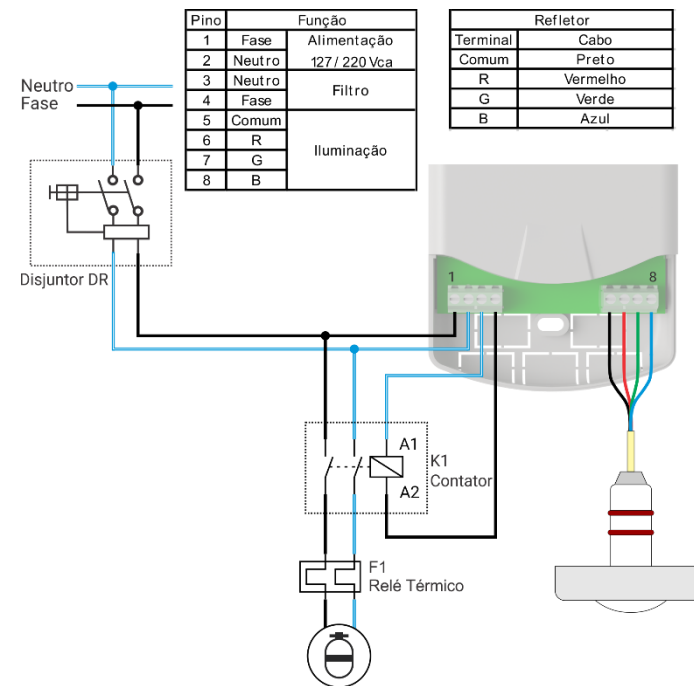 Pino Função
1 Fase Alimentação
2 Neutro 127 / 220 Vca
3 Neutro Filtro
4 Fase
5 Comum Iluminação
6 R
7 G
8 B
Refletor
Terminal Cabo
Comum Preto
R Vermelho
G Verde
B Azul
Neutro
Fase
Disjuntor DR
1 8
A1
K1
Contator
A2
F1
Relé Térmico